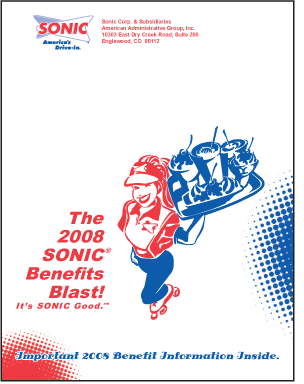 SONIC
America's
Drive-In.
Sonic Corp. & Subsidiaries
American Administrative Group, Inc.
10303 East Dry Creek Road, Suite 200
Englewood, CO 80112
The
2008
SONIC®
Benefits
Blast!
It's SONIC Good.™
Important 2008 Benefit Information Inside.